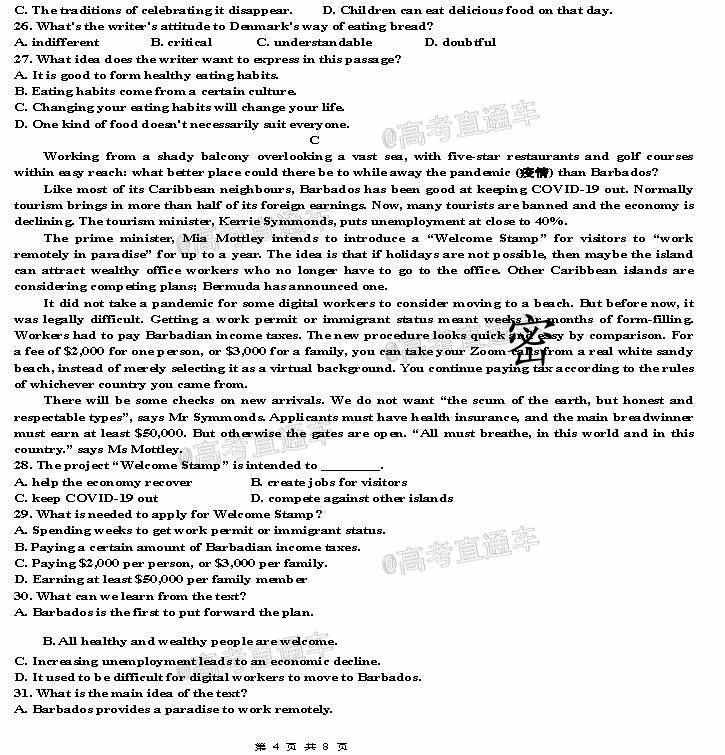 C. The traditions of celebrating it disappear. D. Children can eat delicious food on that day.
26. What's the writer's attitude to Denmark's way of eating bread?
A. indifferent B. critical C. understandable D. doubtful
27. What idea does the writer want to express in this passage?
A. It is good to form healthy eating habits.
B. Eating habits come from a certain culture.
C. Changing your eating habits will change your life.
D. One kind of food doesn't necessarily suit everyone.
@高考直通车
C
Working from a shady balcony overlooking a vast sea, with five-star restaurants and golf courses
within easy reach: what better place could there be to while away the pandemic (疫情) than Barbados?
Like most of its Caribbean neighbours, Barbados has been good at keeping COVID-19 out. Normally
tourism brings in more than half of its foreign earnings. Now, many tourists are banned and the economy is
declining. The tourism minister, Kerrie Symmonds, puts unemployment at close to 40%.
@高考直通车
The prime minister, Mia Mottley intends to introduce a “Welcome Stamp” for visitors to “work
remotely in paradise” for up to a year. The idea is that if holidays are not possible, then maybe the island
can attract wealthy office workers who no longer have to go to the office. Other Caribbean islands are
considering competing plans; Bermuda has announced one.
It did not take a pandemic for some digital workers to consider moving to a beach. But before now, it
was legally difficult. Getting a work permit or immigrant status meant weeks or months of form-filling.
Workers had to pay Barbadian income taxes. The new procedure looks quick and easy by comparison. For
密
@高考直通车
a fee of $2,000 for one person, or $3,000 for a family, you can take your Zoom calls from a real white sandy
beach, instead of merely selecting it as a virtual background. You continue paying tax according to the rules
of whichever country you came from.
There will be some checks on new arrivals. We do not want “the scum of the earth, but honest and
respectable types”, says Mr Symmonds. Applicants must have health insurance, and the main breadwinner
must earn at least $50,000. But otherwise the gates are open. “All must breathe, in this world and in this
country.” says Ms Mottley.
@高考直通车
28. The project “Welcome Stamp” is intended to ________.
A. help the economy recover B. create jobs for visitors
C. keep COVID-19 out D. compete against other islands
29. What is needed to apply for Welcome Stamp?
A. Spending weeks to get work permit or immigrant status.
B. Paying a certain amount of Barbadian income taxes.
@高考直通车
C. Paying $2,000 per person, or $3,000 per family.
D. Earning at least $50,000 per family member
30. What can we learn from the text?
A. Barbados is the first to put forward the plan.
B. All healthy and wealthy people are welcome.
@高考直通车
C. Increasing unemployment leads to an economic decline.
D. It used to be difficult for digital workers to move to Barbados.
31. What is the main idea of the text?
A. Barbados provides a paradise to work remotely.
第 4 页 共 8 页